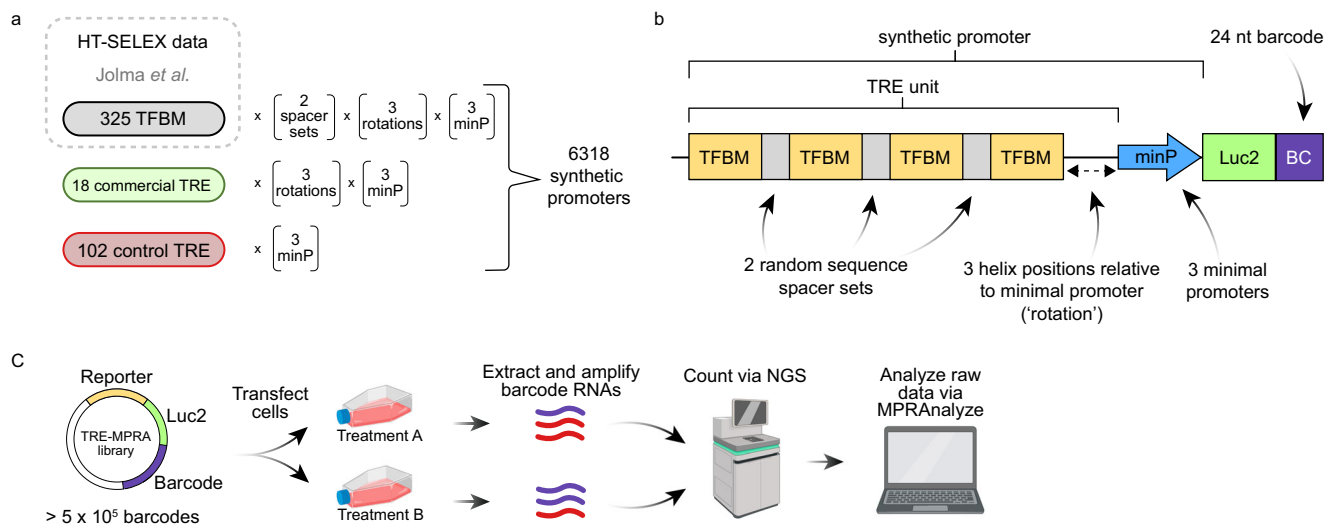 a
HT-SELEX data
Jolma et al.
325 TFBM
x
2
spacer
sets
x
3
rotations
x
3
minP
18 commercial TRE
x
3
rotations
x
3
minP
102 control TRE
x
3
minP
6318
synthetic
promoters
b
synthetic promoter
24 nt barcode
TRE unit
TFBM TFBM TFBM TFBM minP Luc2 BC
2 random sequence
spacer sets
3 helix positions relative
to minimal promoter
('rotation')
3 minimal
promoters
C
Reporter
Luc2
TRE-MPRA
library
Barcode
> 5 x 10⁵ barcodes
Transfect
cells
Treatment A
Treatment B
Extract and amplify
barcode RNAs
Count via NGS
Analyze raw
data via
MPRAnalyze